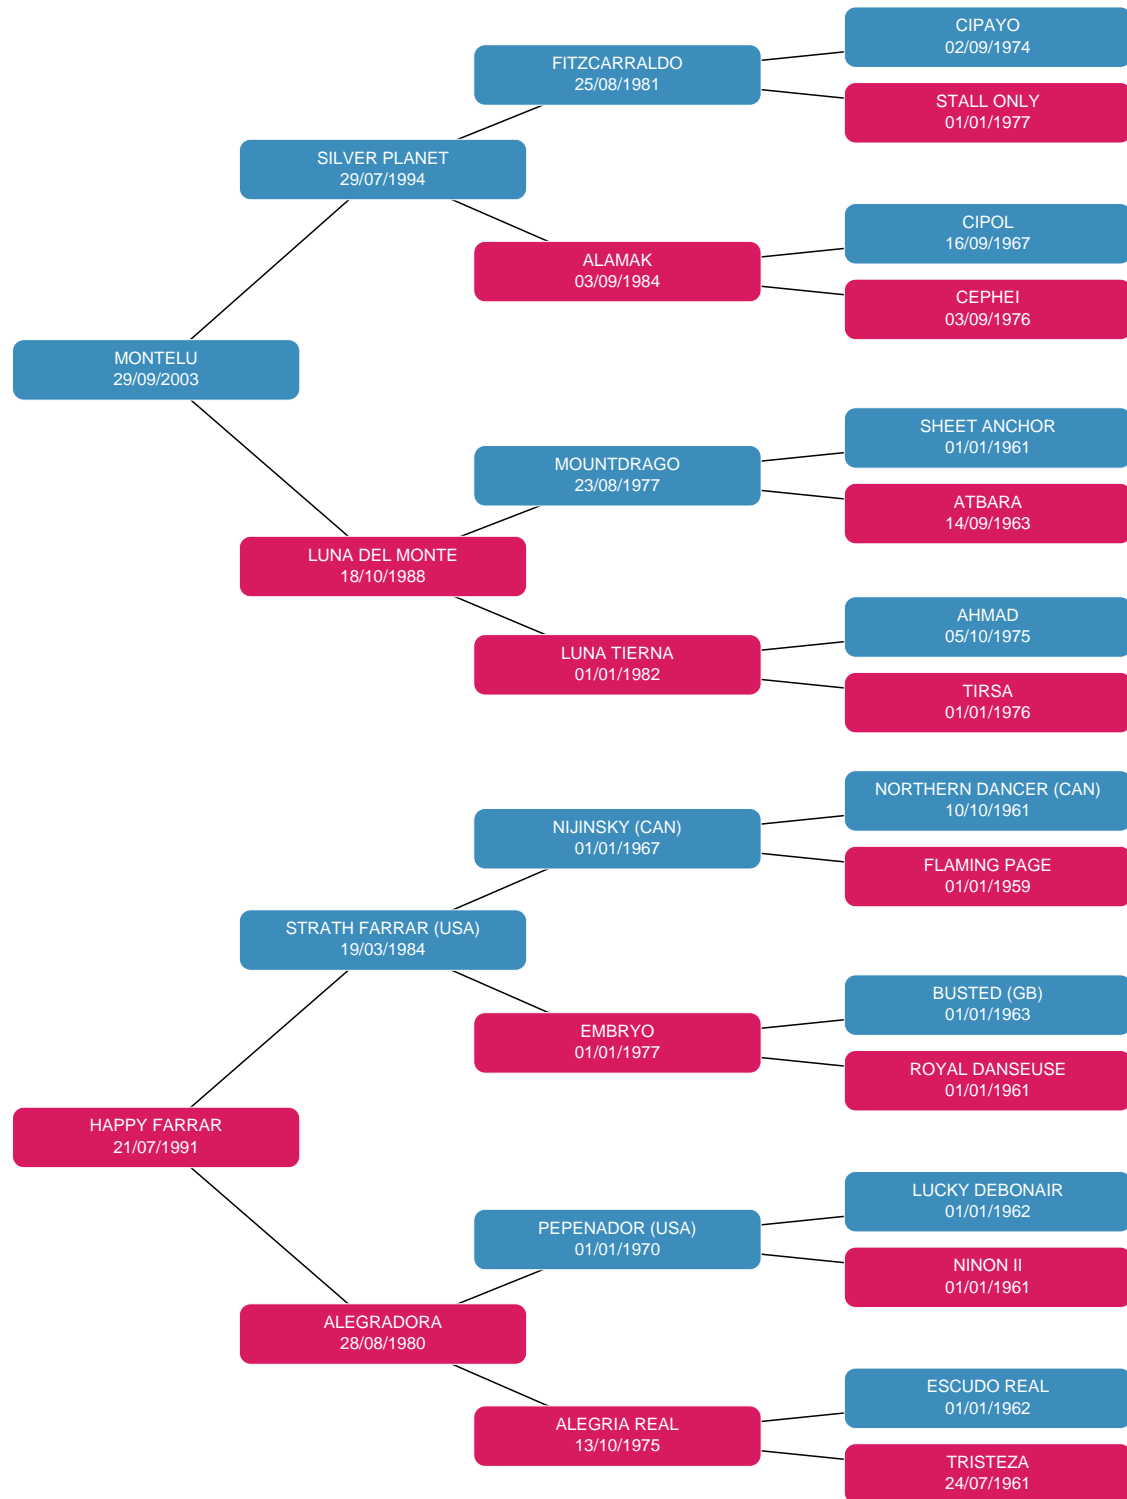 CIPAYO
02/09/1974
FITZCARRALDO
25/08/1981
STALL ONLY
01/01/1977
SILVER PLANET
29/07/1994
CIPOL
16/09/1967
ALAMAK
03/09/1984
CEPHEI
03/09/1976
MONTELU
29/09/2003
SHEET ANCHOR
01/01/1961
MOUNTDRAGO
23/08/1977
ATBARA
14/09/1963
LUNA DEL MONTE
18/10/1988
AHMAD
05/10/1975
LUNA TIERNA
01/01/1982
TIRSA
01/01/1976
NORTHERN DANCER (CAN)
10/10/1961
NIJINSKY (CAN)
01/01/1967
FLAMING PAGE
01/01/1959
STRATH FARRAR (USA)
19/03/1984
BUSTED (GB)
01/01/1963
EMBRYO
01/01/1977
ROYAL DANSEUSE
01/01/1961
HAPPY FARRAR
21/07/1991
LUCKY DEBONAIR
01/01/1962
PEPENADOR (USA)
01/01/1970
NINON II
01/01/1961
ALEGRADORA
28/08/1980
ESCUDO REAL
01/01/1962
ALEGRIA REAL
13/10/1975
TRISTEZA
24/07/1961